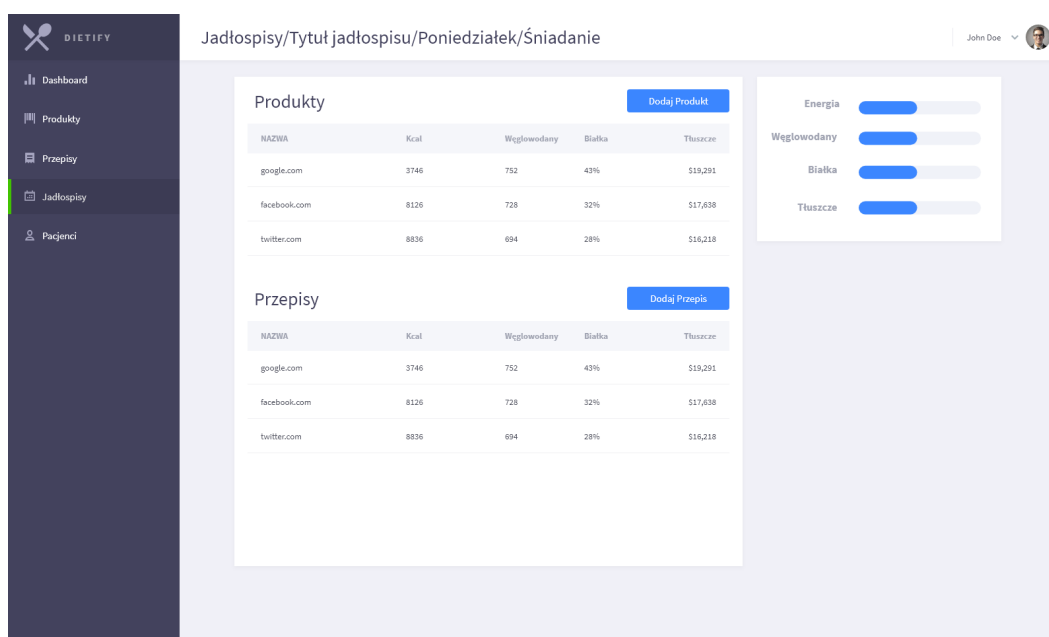 DIETIFY
Jadłospisy/Tytuł jadłospisu/Poniedziałek/Śniadanie
John Doe
Dashboard
Produkty
Przepisy
Jadłospisy
Pacjenci
Produkty
Dodaj Produkt
NAZWA Kcal Węglowodany Białka Tłuszcze
google.com 3746 752 43% $19,291
facebook.com 8126 728 32% $17,638
twitter.com 8836 694 28% $16,218
Przepisy
Dodaj Przepis
NAZWA Kcal Węglowodany Białka Tłuszcze
google.com 3746 752 43% $19,291
facebook.com 8126 728 32% $17,638
twitter.com 8836 694 28% $16,218
Energia
Węglowodany
Białka
Tłuszcze